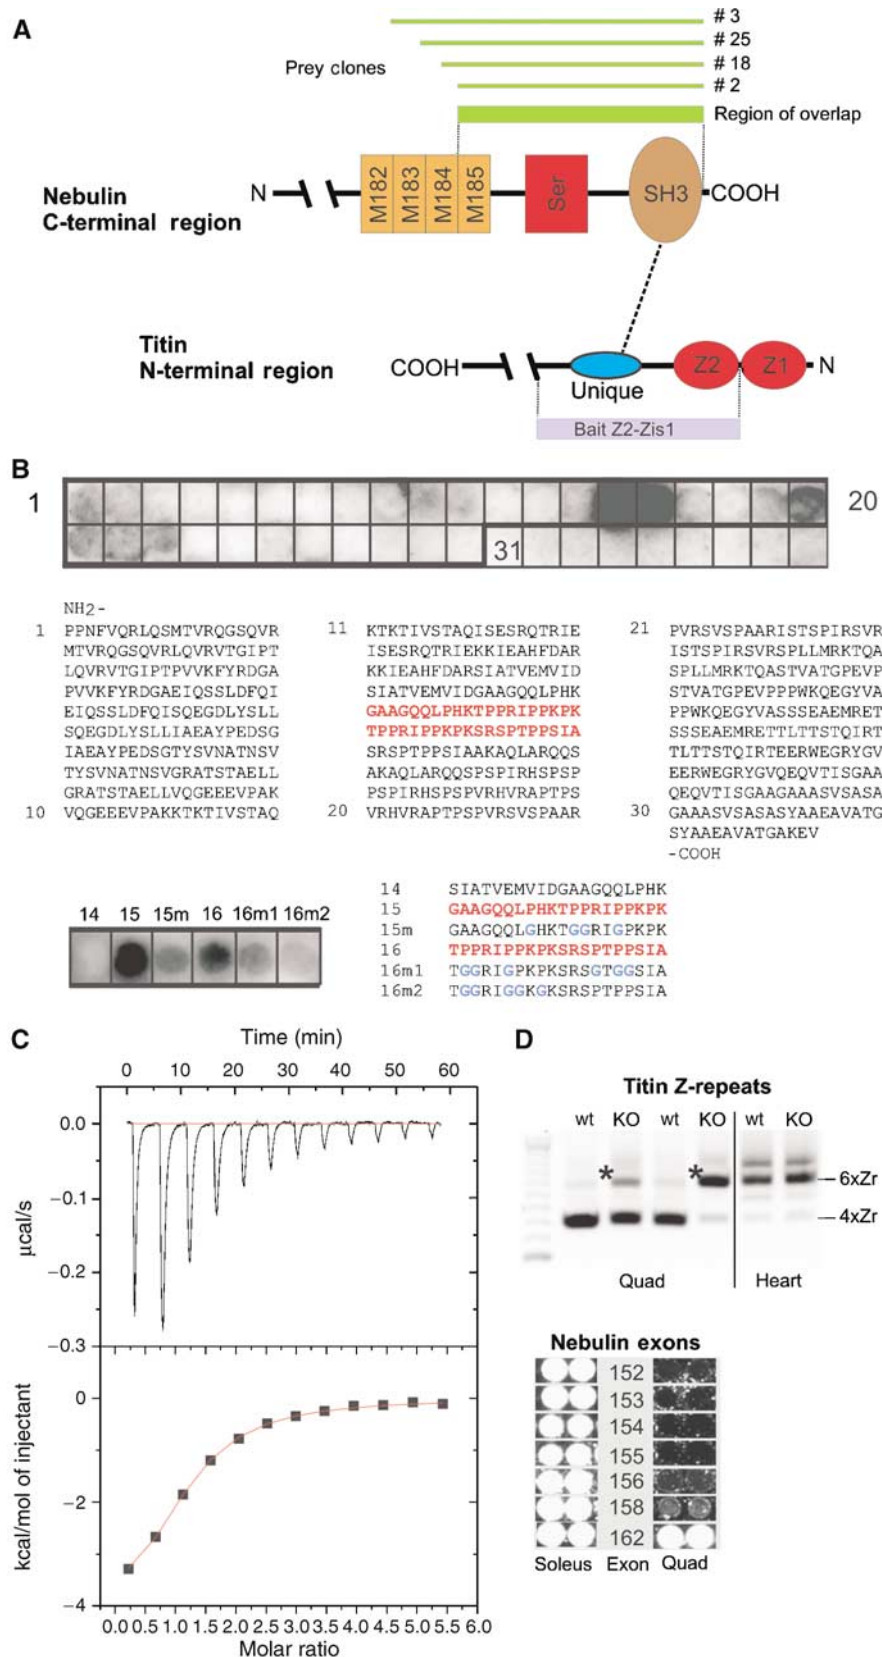 A
# 3
# 25
Prey clones
# 18
# 2
Region of overlap
Nebulin
C-terminal region
N
M182
M183
M184
M185
Ser
SH3
COOH
Titin
N-terminal region
COOH
Unique
Z2
Z1
N
Bait Z2-Zis1
B
1
20
31
NH2-
1 PPNFVQRLQSMTVRQGSQVR
MTVRQGSQVRLQVRVTGIPT
LQVRVTGIPTPVVKFYRDGA
PVVKFYRDGAEIQSSLDFQI
EIQSSLDFQISQEGDLYSLL
SQEGDLYSLLIAEAYPEDSG
IAEAYPEDSGTYSVNATNSV
TYSVNATNSVGRATSTAELL
GRATSTAELLVQGEEEVPAK
10 VQGEEEVPAKKTKTIVSTAQ
11 KTKTIVSTAQISESRQTRIE
ISESRQTRIEKKIEAHFDAR
KKIEAHFDARSIATVEMVID
SIATVEMVIDGAAGQQLPHK
GAAGQQLPHKTPPRIPPKPK
TPPRIPPKPKSRSPTPPSIA
SRSPTPPSIAAKAQLARQQS
AKAQLARQQSPSPIRHSPSP
PSPIRHSPSPVRHVRAPTPS
20 VRHVRAPTPSPVRSVSPAAR
21 PVRSVSPAARISTSPIRSVR
ISTSPIRSVRSPLLMRKTQA
SPLLMRKTQASTVATGPEVP
STVATGPEVPPPWKQEGYVA
PPWKQEGYVASSSEAEMRET
SSSEAEMRETTLTTSTQIRT
TLTTSTQIRTEERWEGRYGV
EERWEGRYGVQEQVTISGAA
QEQVTISGAAGAAASVSASA
30 GAAASVSASASYAAEAVATG
SYAAEAVATGAKEV
-COOH
14 15 15m 16 16m1 16m2
14 SIATVEMVIDGAAGQQLPHK
15 GAAGQQLPHKTPPRIPPKPK
15m GAAGQQLGHKTGGRIGPKPK
16 TPPRIPPKPKSRSPTPPSIA
16m1 TGGRIGPKPKSRSGTGGSIA
16m2 TGGRIGGKGKSRSPTPPSIA
C
Time (min)
0 10 20 30 40 50 60
0.0
−0.1
−0.2
−0.3
µcal/s
0
−2
−4
kcal/mol of injectant
0.0 0.5 1.0 1.5 2.0 2.5 3.0 3.5 4.0 4.5 5.0 5.5 6.0
Molar ratio
D
Titin Z-repeats
wt KO wt KO wt KO
*
*
6xZr
4xZr
Quad Heart
Nebulin exons
152
153
154
155
156
158
162
Soleus Exon Quad